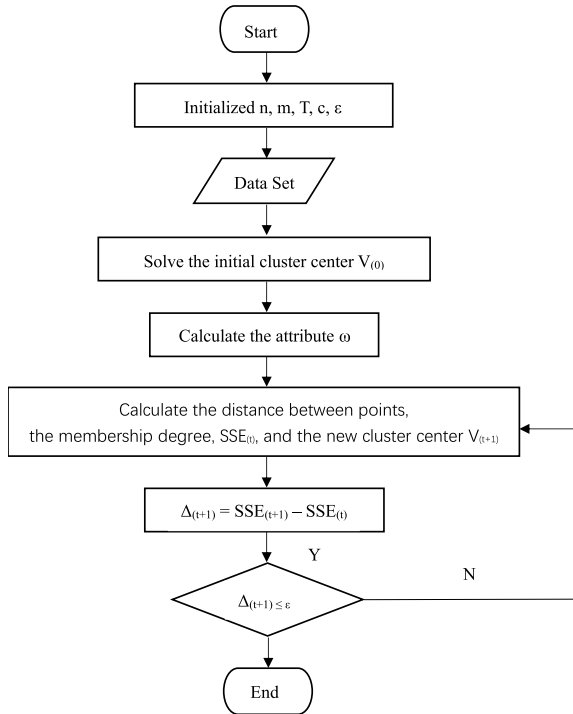 Start
Initialized n, m, T, c, ε
Data Set
Solve the initial cluster center V(0)
Calculate the attribute ω
Calculate the distance between points,
the membership degree, SSE(t), and the new cluster center V(t+1)
Δ(t+1) = SSE(t+1) – SSE(t)
Y
N
Δ(t+1) ≤ ε
End